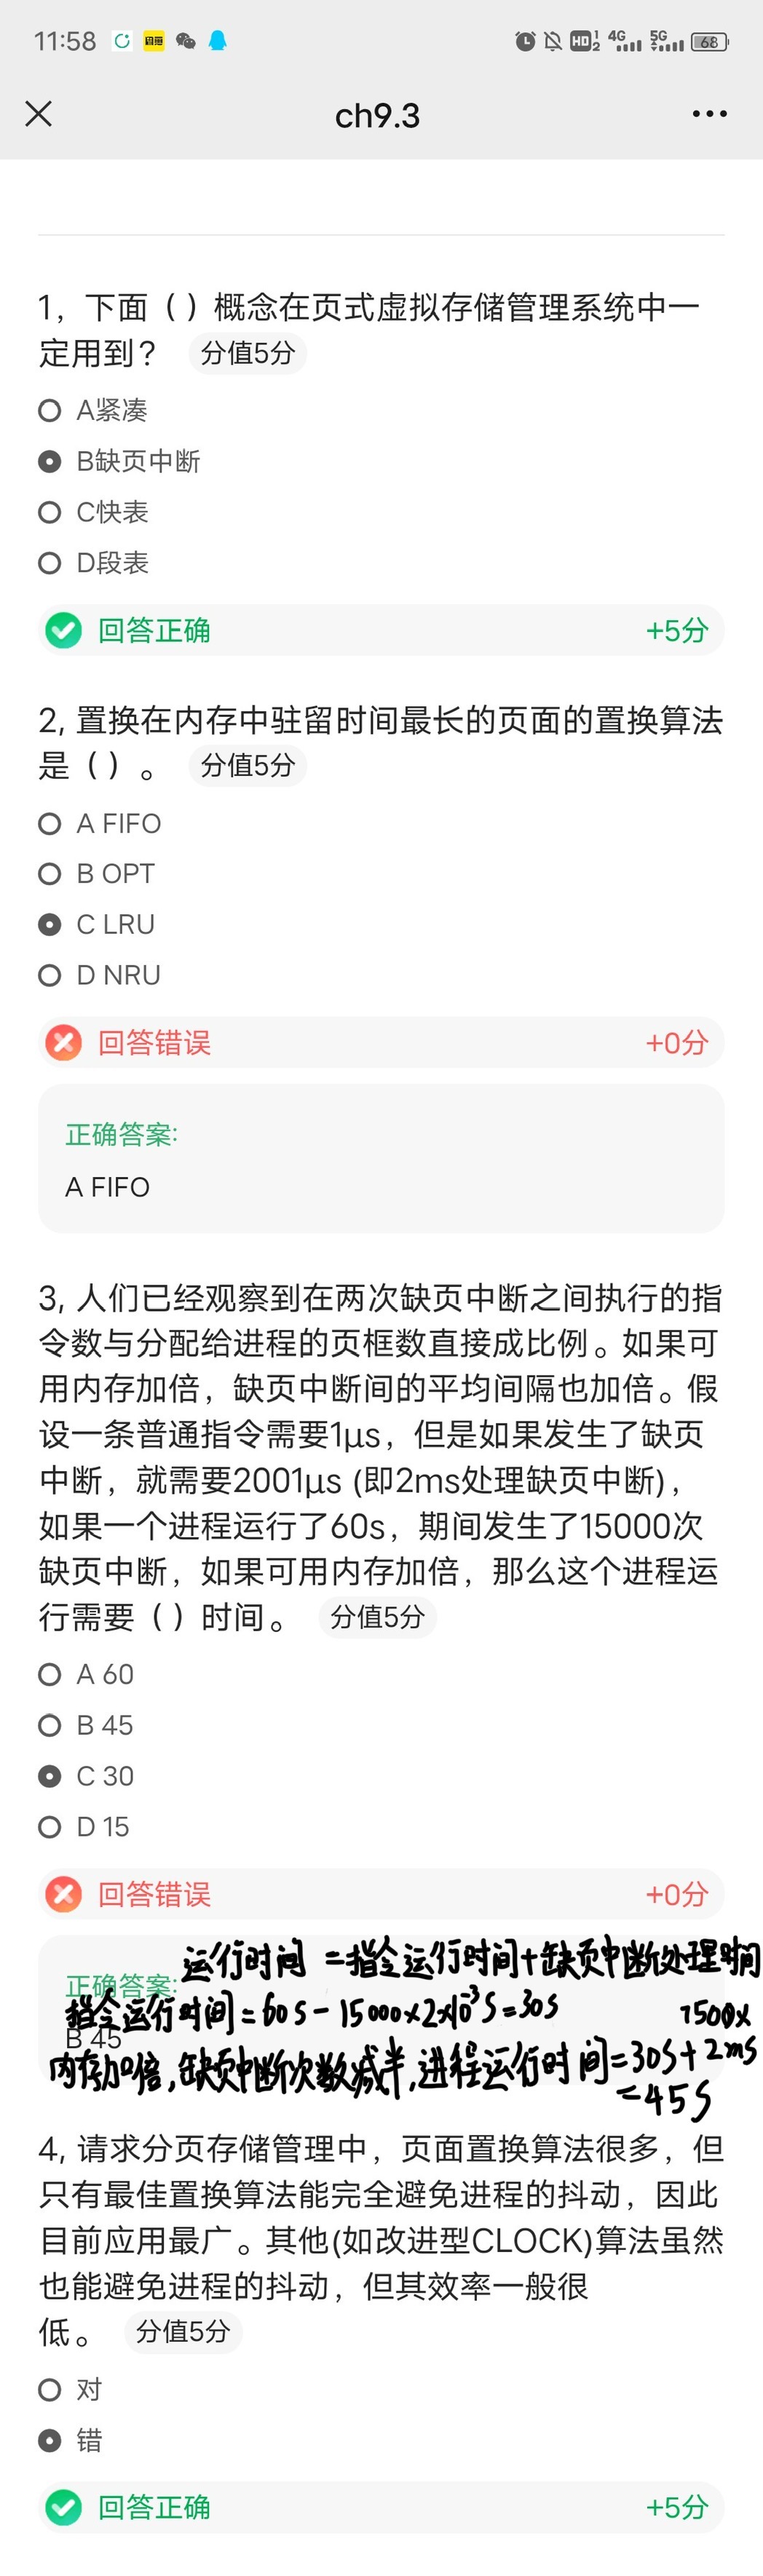 11:58
HD 1 2 4G 5G 68
ch9.3
1，下面（）概念在页式虚拟存储管理系统中一
定用到？ 分值5分
A紧凑
B缺页中断
C快表
D段表
回答正确 +5分
2, 置换在内存中驻留时间最长的页面的置换算法
是（）。 分值5分
A FIFO
B OPT
C LRU
D NRU
回答错误 +0分
正确答案:
A FIFO
3, 人们已经观察到在两次缺页中断之间执行的指
令数与分配给进程的页框数直接成比例。如果可
用内存加倍，缺页中断间的平均间隔也加倍。假
设一条普通指令需要1μs，但是如果发生了缺页
中断，就需要2001μs (即2ms处理缺页中断)，
如果一个进程运行了60s，期间发生了15000次
缺页中断，如果可用内存加倍，那么这个进程运
行需要（）时间。 分值5分
A 60
B 45
C 30
D 15
回答错误 +0分
运行时间 =指令运行时间+缺页中断处理时间
正确答案:
指令运行时间=60s-15000×2×10⁻³s=30s 7500×
B 45
内存加倍,缺页中断次数减半,进程运行时间=30s+2ms
=45s
4, 请求分页存储管理中，页面置换算法很多，但
只有最佳置换算法能完全避免进程的抖动，因此
目前应用最广。其他(如改进型CLOCK)算法虽然
也能避免进程的抖动，但其效率一般很
低。 分值5分
对
错
回答正确 +5分